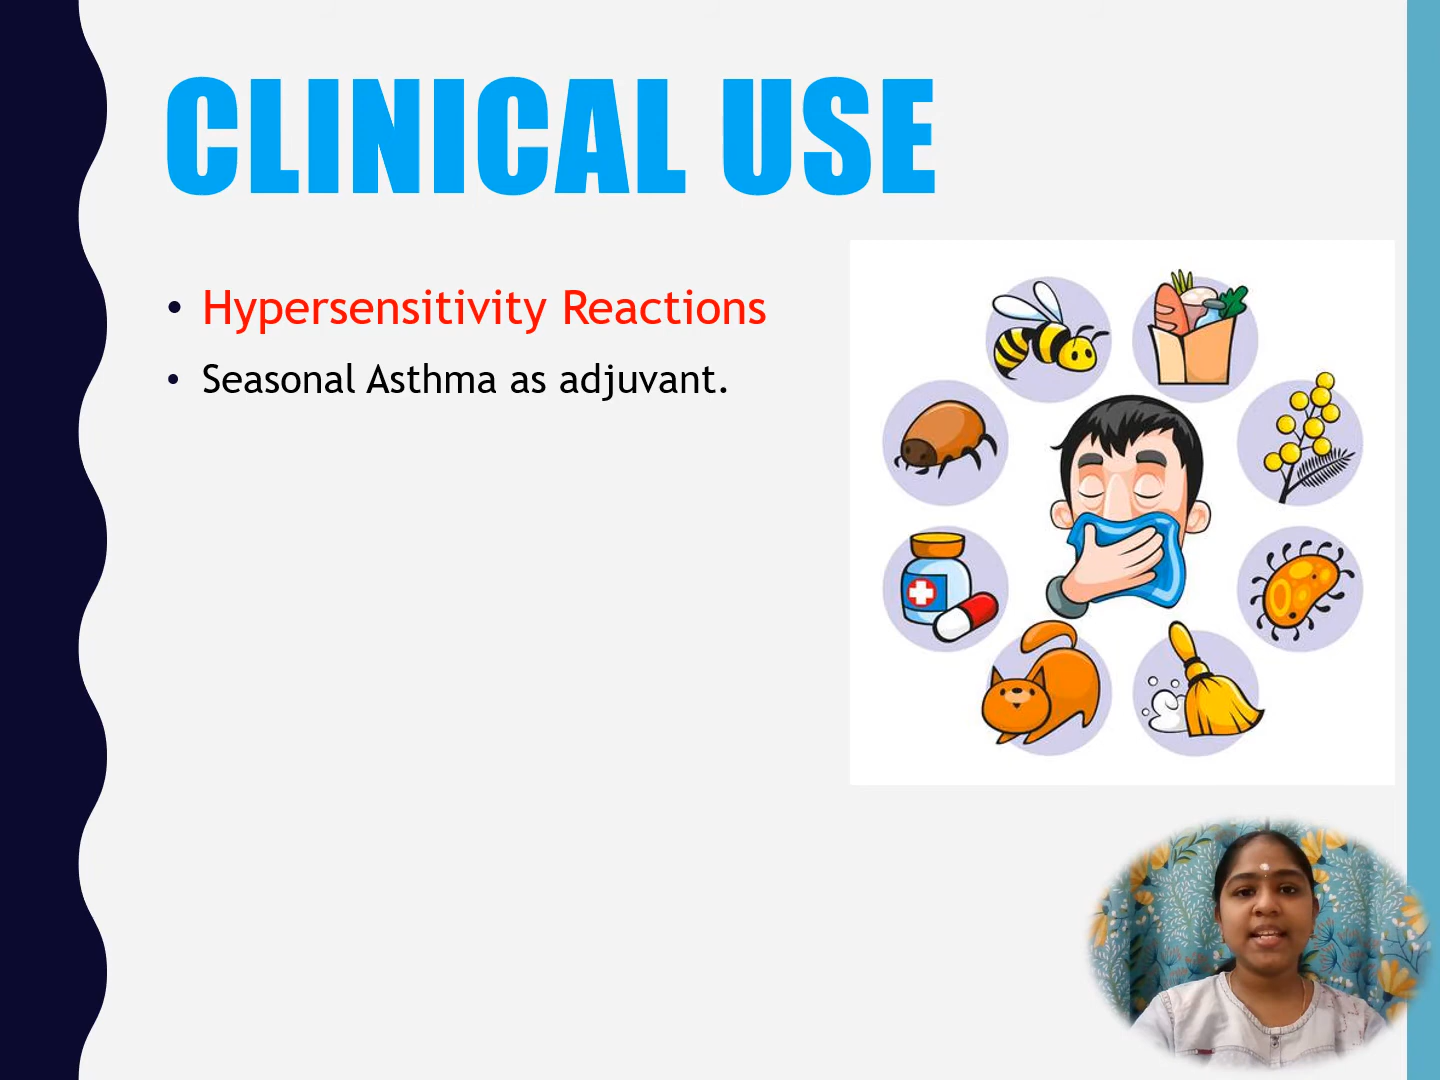 CLINICAL USE
• Hypersensitivity Reactions
• Seasonal Asthma as adjuvant.